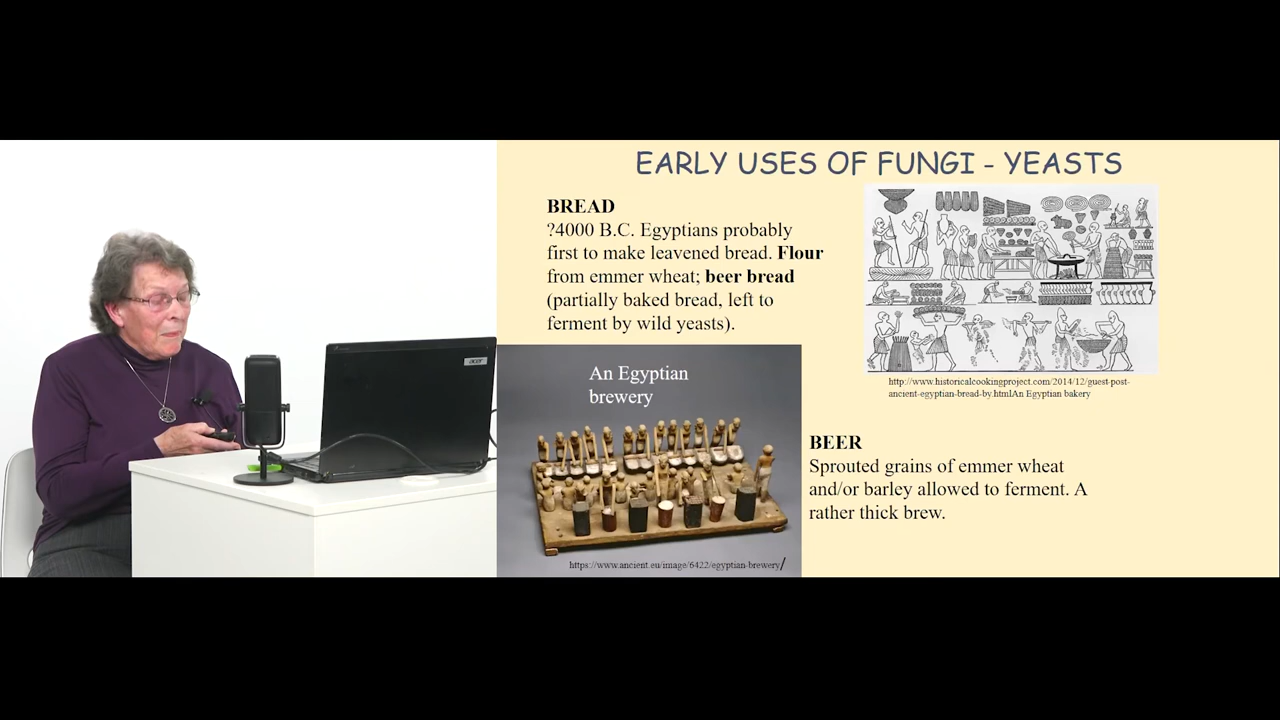 EARLY USES OF FUNGI - YEASTS
BREAD
?4000 B.C. Egyptians probably
first to make leavened bread. Flour
from emmer wheat; beer bread
(partially baked bread, left to
ferment by wild yeasts).
http://www.historicalcookingproject.com/2014/12/guest-post-
ancient-egyptian-bread-by.htmlAn Egyptian bakery
An Egyptian
brewery
https://www.ancient.eu/image/6422/egyptian-brewery/
BEER
Sprouted grains of emmer wheat
and/or barley allowed to ferment. A
rather thick brew.
acer